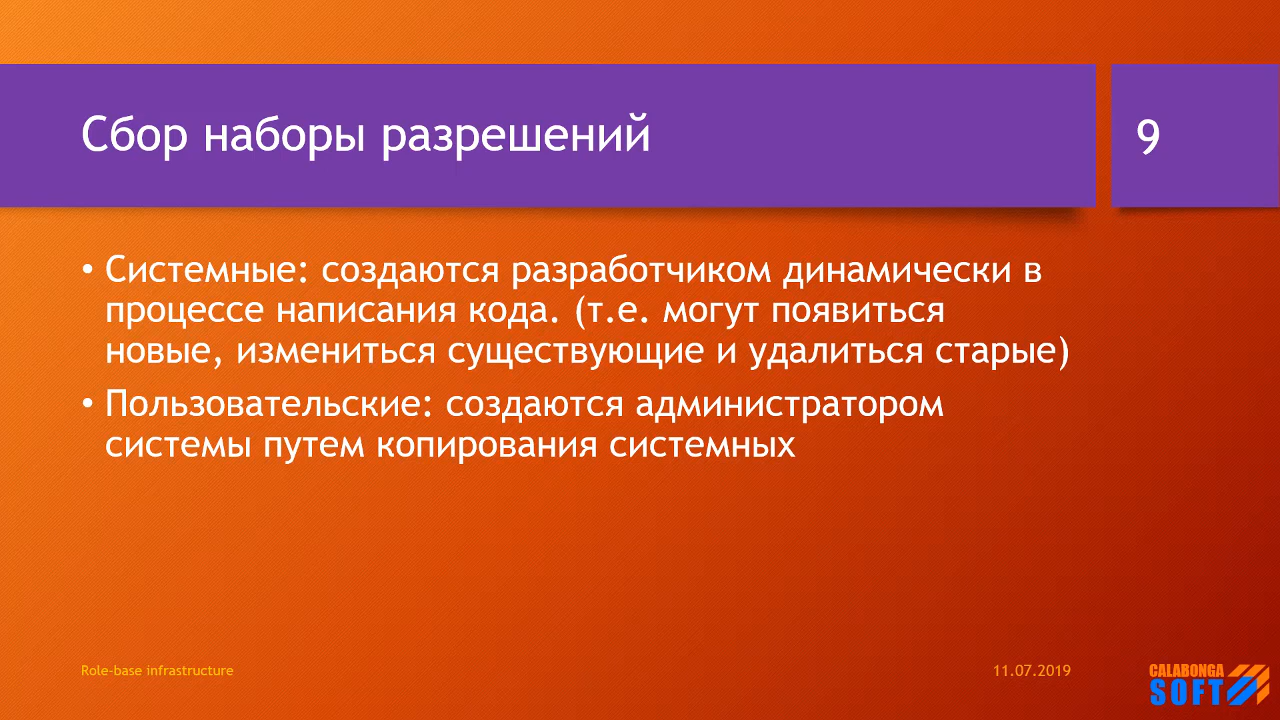 Сбор наборы разрешений
9
• Системные: создаются разработчиком динамически в
процессе написания кода. (т.е. могут появиться
новые, измениться существующие и удалиться старые)
• Пользовательские: создаются администратором
системы путем копирования системных
Role-base infrastructure
11.07.2019
CALABONGA
SOFT